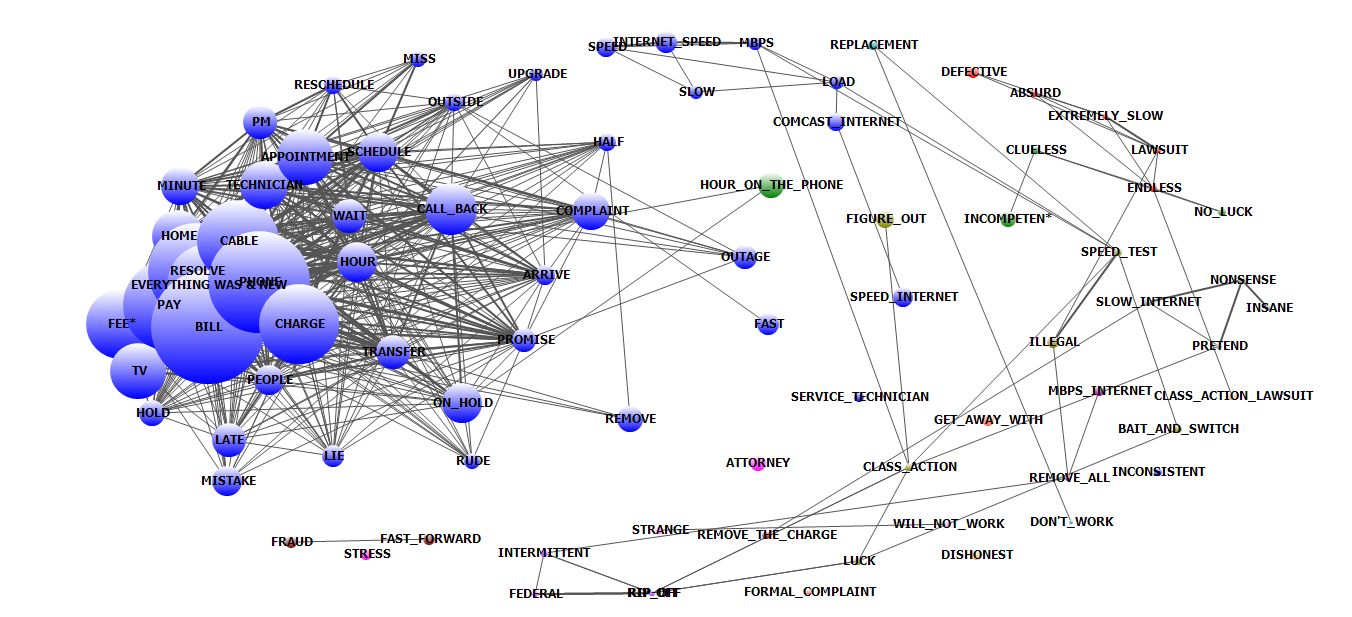 SPEED
INTERNET_SPEED
MBPS
REPLACEMENT
MISS
UPGRADE
DEFECTIVE
RESCHEDULE
LOAD
SLOW
ABSURD
OUTSIDE
EXTREMELY_SLOW
PM
COMCAST_INTERNET
HALF
CLUELESS
LAWSUIT
APPOINTMENT
SCHEDULE
MINUTE
TECHNICIAN
HOUR_ON_THE_PHONE
ENDLESS
WAIT
CALL_BACK
COMPLAINT
FIGURE_OUT
INCOMPETEN*
NO_LUCK
HOME
CABLE
OUTAGE
SPEED_TEST
HOUR
RESOLVE
ARRIVE
EVERYTHING WAS & NEW
PHONE
NONSENSE
PAY
SPEED_INTERNET
SLOW_INTERNET
INSANE
FEE*
BILL
CHARGE
FAST
TRANSFER
PROMISE
ILLEGAL
PRETEND
TV
PEOPLE
SERVICE_TECHNICIAN
MBPS_INTERNET
CLASS_ACTION_LAWSUIT
HOLD
ON_HOLD
REMOVE
GET_AWAY_WITH
BAIT_AND_SWITCH
LATE
LIE
RUDE
ATTORNEY
CLASS_ACTION
MISTAKE
REMOVE_ALL
INCONSISTENT
STRANGE
REMOVE_THE_CHARGE
WILL_NOT_WORK
DON'T_WORK
FRAUD
FAST_FORWARD
STRESS
INTERMITTENT
LUCK
DISHONEST
FEDERAL
RIP_OFF
FORMAL_COMPLAINT